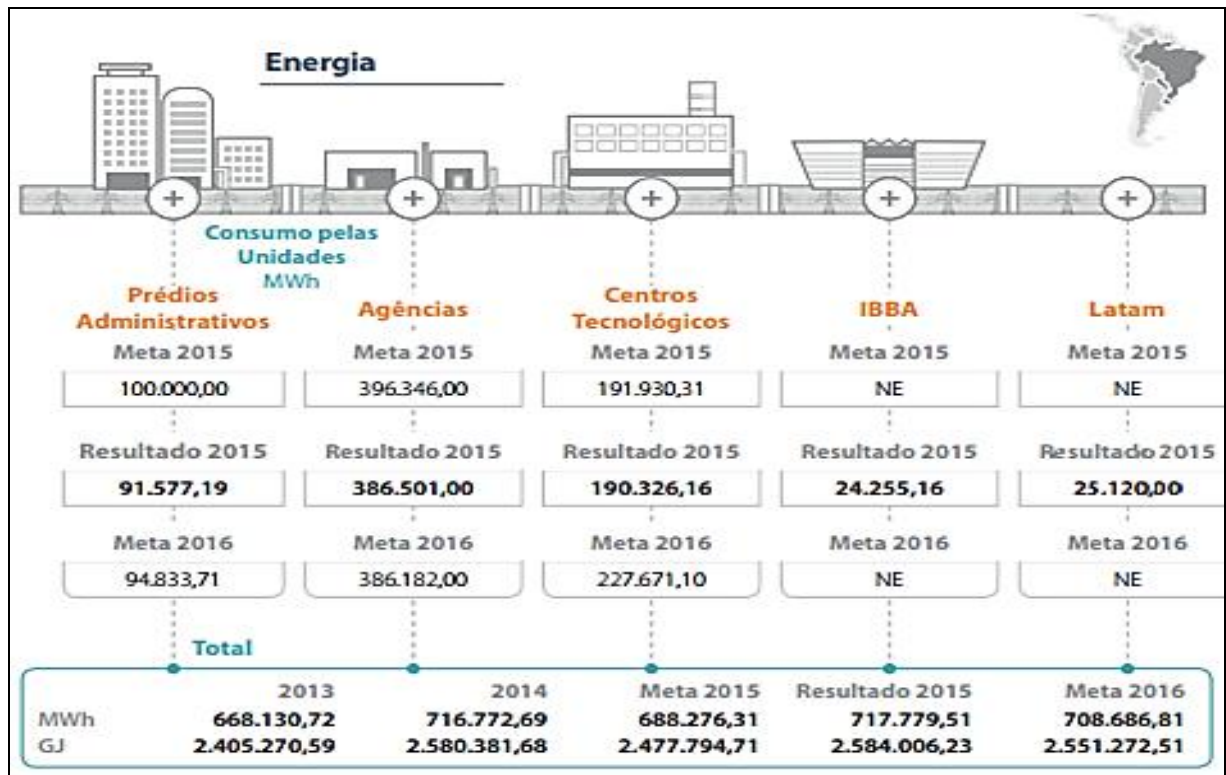 Energia
Consumo pelas
Unidades
MWh
Prédios
Administrativos
Agências
Centros
Tecnológicos
IBBA
Latam
Meta 2015
Meta 2015
Meta 2015
Meta 2015
Meta 2015
100.000,00
396.346,00
191.930,31
NE
NE
Resultado 2015
Resultado 2015
Resultado 2015
Resultado 2015
Resultado 2015
91.577,19
386.501,00
190.326,16
24.255,16
25.120,00
Meta 2016
Meta 2016
Meta 2016
Meta 2016
Meta 2016
94.833,71
386.182,00
227.671,10
NE
NE
Total
2013 2014 Meta 2015 Resultado 2015 Meta 2016
MWh 668.130,72 716.772,69 688.276,31 717.779,51 708.686,81
GJ 2.405.270,59 2.580.381,68 2.477.794,71 2.584.006,23 2.551.272,51